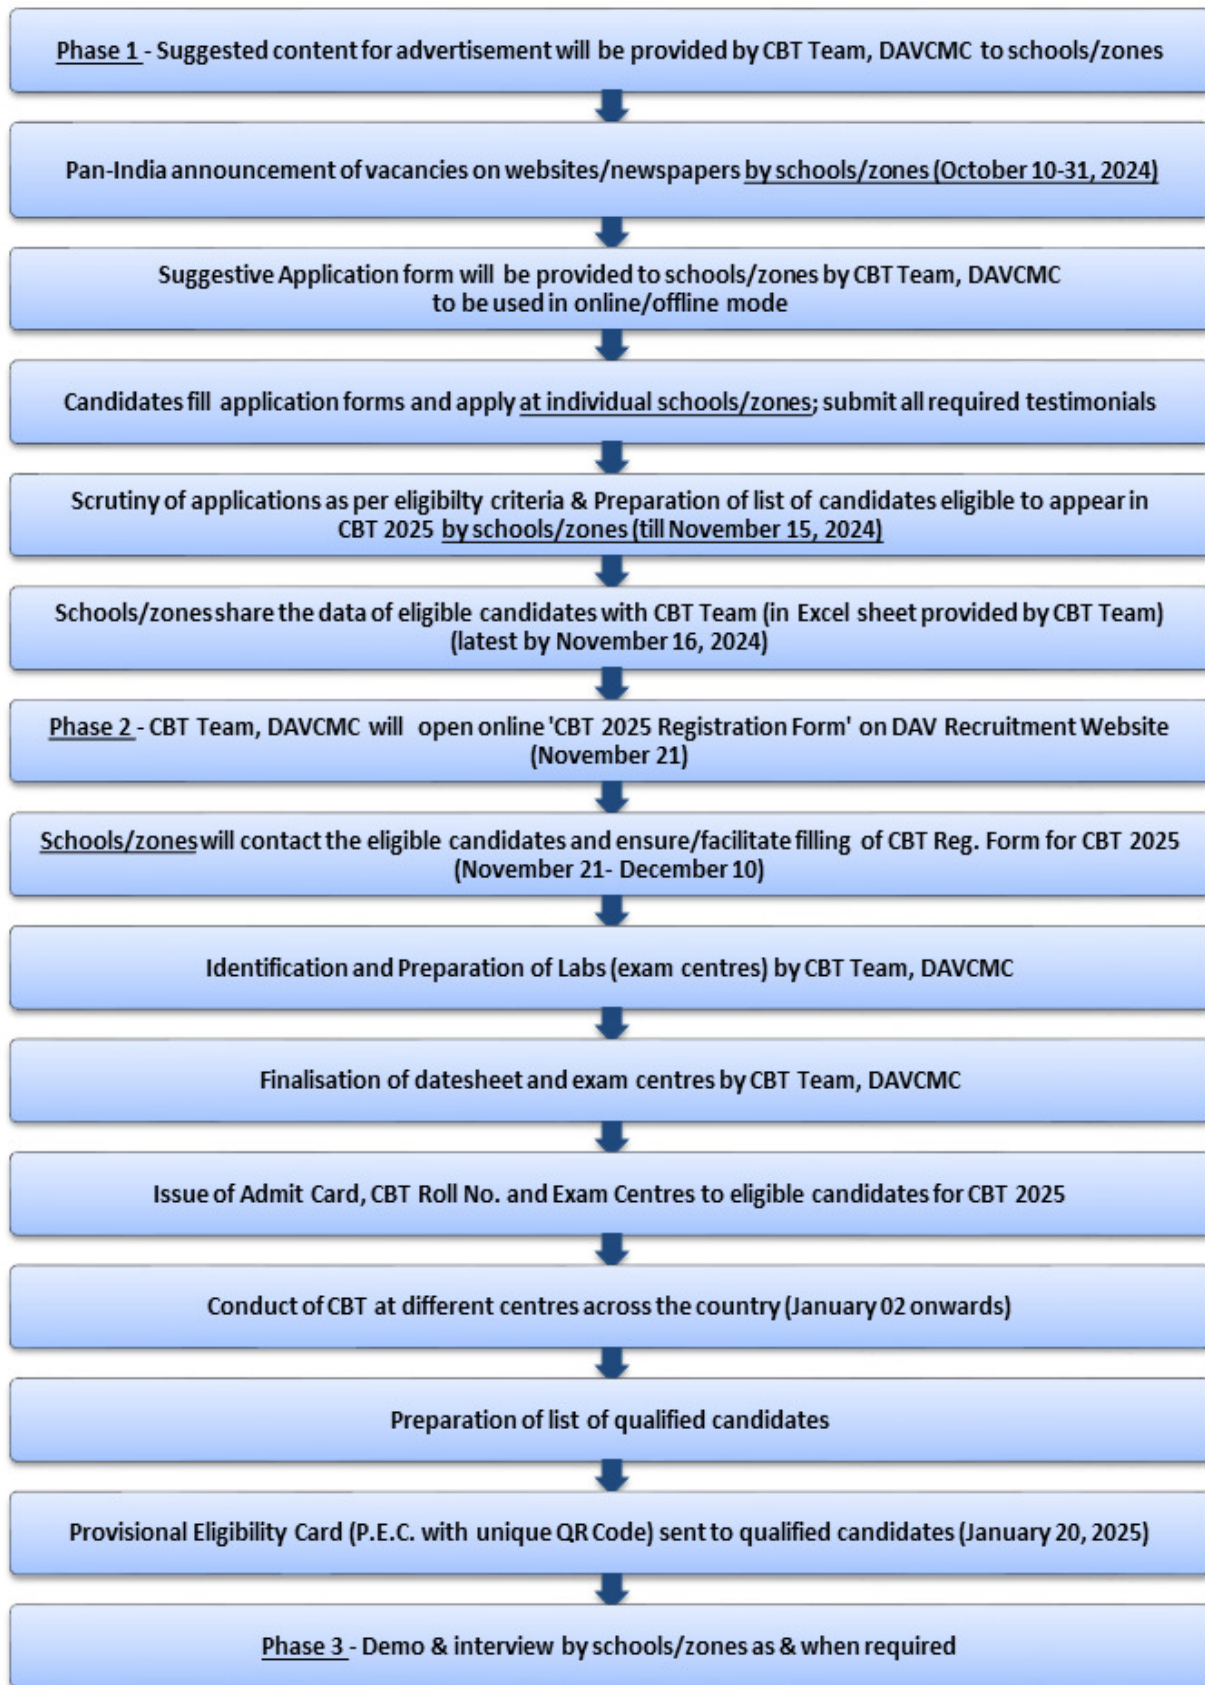 Phase 1 - Suggested content for advertisement will be provided by CBT Team, DAVCMC to schools/zones
Pan-India announcement of vacancies on websites/newspapers by schools/zones (October 10-31, 2024)
Suggestive Application form will be provided to schools/zones by CBT Team, DAVCMC
to be used in online/offline mode
Candidates fill application forms and apply at individual schools/zones; submit all required testimonials
Scrutiny of applications as per eligibilty criteria & Preparation of list of candidates eligible to appear in
CBT 2025 by schools/zones (till November 15, 2024)
Schools/zones share the data of eligible candidates with CBT Team (in Excel sheet provided by CBT Team)
(latest by November 16, 2024)
Phase 2 - CBT Team, DAVCMC will open online 'CBT 2025 Registration Form' on DAV Recruitment Website
(November 21)
Schools/zones will contact the eligible candidates and ensure/facilitate filling of CBT Reg. Form for CBT 2025
(November 21- December 10)
Identification and Preparation of Labs (exam centres) by CBT Team, DAVCMC
Finalisation of datesheet and exam centres by CBT Team, DAVCMC
Issue of Admit Card, CBT Roll No. and Exam Centres to eligible candidates for CBT 2025
Conduct of CBT at different centres across the country (January 02 onwards)
Preparation of list of qualified candidates
Provisional Eligibility Card (P.E.C. with unique QR Code) sent to qualified candidates (January 20, 2025)
Phase 3 - Demo & interview by schools/zones as & when required